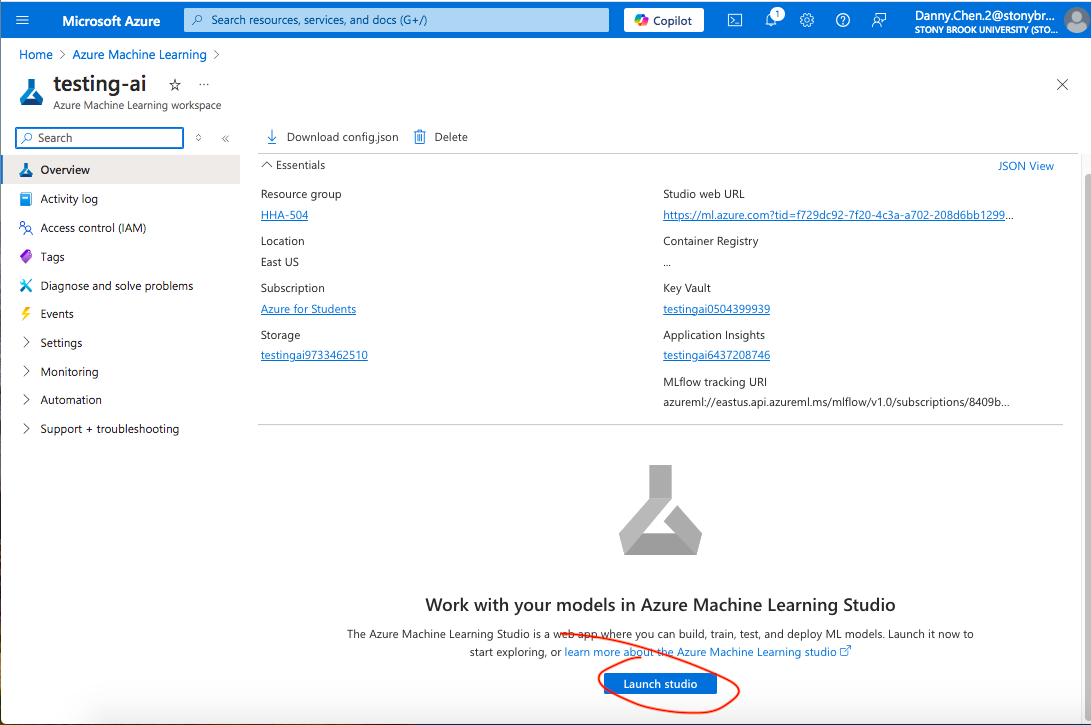 Microsoft Azure
Search resources, services, and docs (G+/)
Copilot
1
Danny.Chen.2@stonybr...
STONY BROOK UNIVERSITY (STO...
Home > Azure Machine Learning >
testing-ai
Azure Machine Learning workspace
Search
Overview
Activity log
Access control (IAM)
Tags
Diagnose and solve problems
Events
Settings
Monitoring
Automation
Support + troubleshooting
Download config.json
Delete
Essentials
JSON View
Resource group
HHA-504
Location
East US
Subscription
Azure for Students
Storage
testingai9733462510
Studio web URL
https://ml.azure.com?tid=f729dc92-7f20-4c3a-a702-208d6bb1299...
Container Registry
...
Key Vault
testingai0504399939
Application Insights
testingai6437208746
MLflow tracking URI
azureml://eastus.api.azureml.ms/mlflow/v1.0/subscriptions/8409b...
Work with your models in Azure Machine Learning Studio
The Azure Machine Learning Studio is a web app where you can build, train, test, and deploy ML models. Launch it now to
start exploring, or learn more about the Azure Machine Learning studio
Launch studio